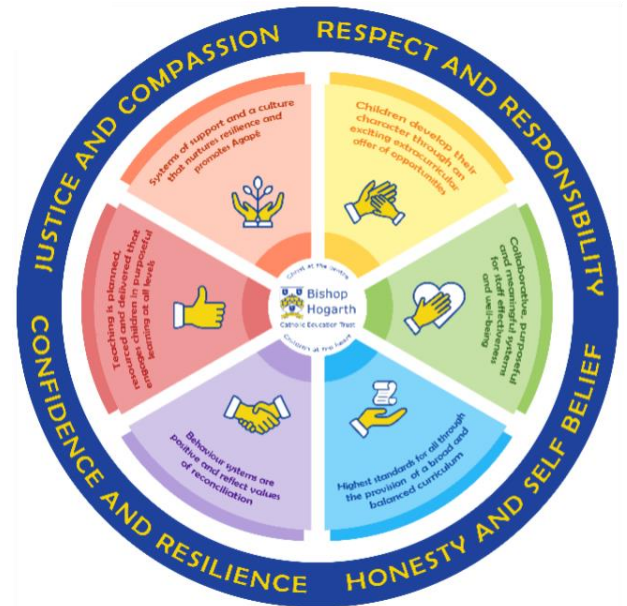 JUSTICE AND COMPASSION
RESPECT AND RESPONSIBILITY
HONESTY AND SELF BELIEF
CONFIDENCE AND RESILIENCE
Systems of support and a culture
that nurtures resilience and
promotes Agapé
Children develop their
character through an
exciting extracurricular
offer of opportunities
Collaborative, purposeful
and meaningful systems
for staff effectiveness
and well-being
Highest standards for all through
the provision of a broad and
balanced curriculum
Behaviour systems are
positive and reflect values
of reconciliation
Teaching is planned,
resourced and delivered that
engages children in purposeful
learning at all levels
Christ at the centre
Bishop
Hogarth
Catholic Education Trust
Children at the heart